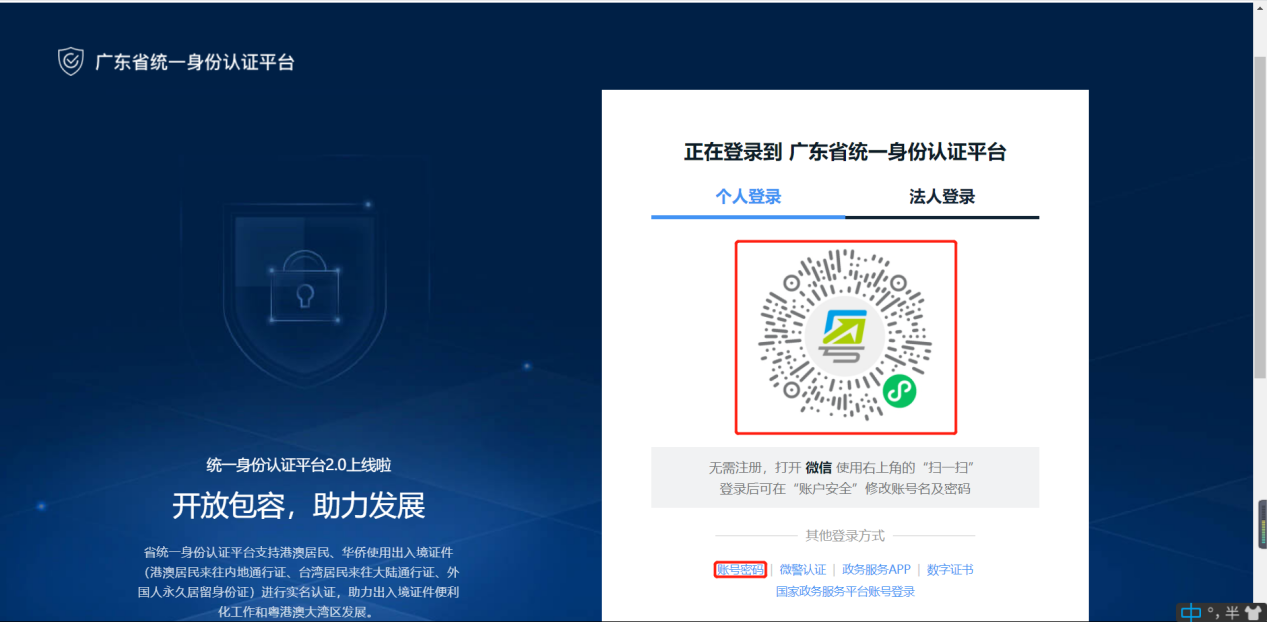 广东省统一身份认证平台
正在登录到 广东省统一身份认证平台
个人登录 法人登录
无需注册，打开 微信 使用右上角的“扫一扫”
登录后可在“账户安全”修改账号名及密码
其他登录方式
账号密码 | 微警认证 | 政务服务APP | 数字证书
国家政务服务平台账号登录
统一身份认证平台2.0上线啦
开放包容，助力发展
省统一身份认证平台支持港澳居民、华侨使用出入境证件
（港澳居民来往内地通行证、台湾居民来往大陆通行证、外
国人永久居留身份证）进行实名认证，助力出入境证件便利
化工作和粤港澳大湾区发展。
中 °, 半